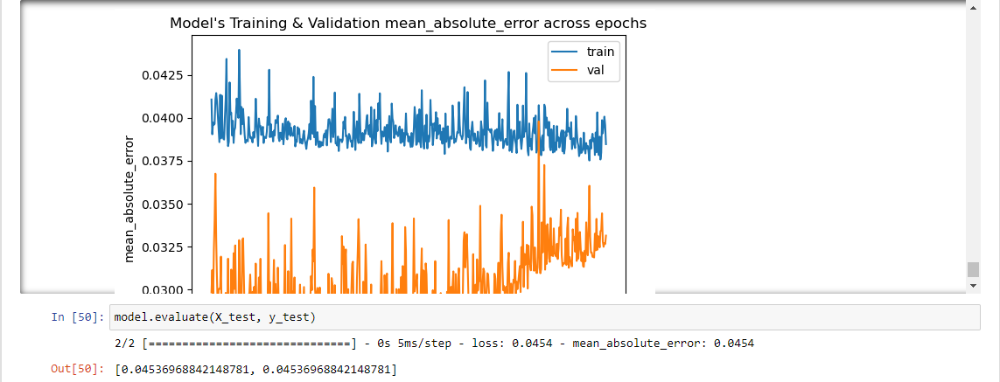 Model's Training & Validation mean_absolute_error across epochs
train
val
0.0425
0.0400
0.0375
0.0350
0.0325
0.0300
mean_absolute_error
In [50]: model.evaluate(X_test, y_test)
2/2 [==============================] - 0s 5ms/step - loss: 0.0454 - mean_absolute_error: 0.0454
Out[50]: [0.04536968842148781, 0.04536968842148781]